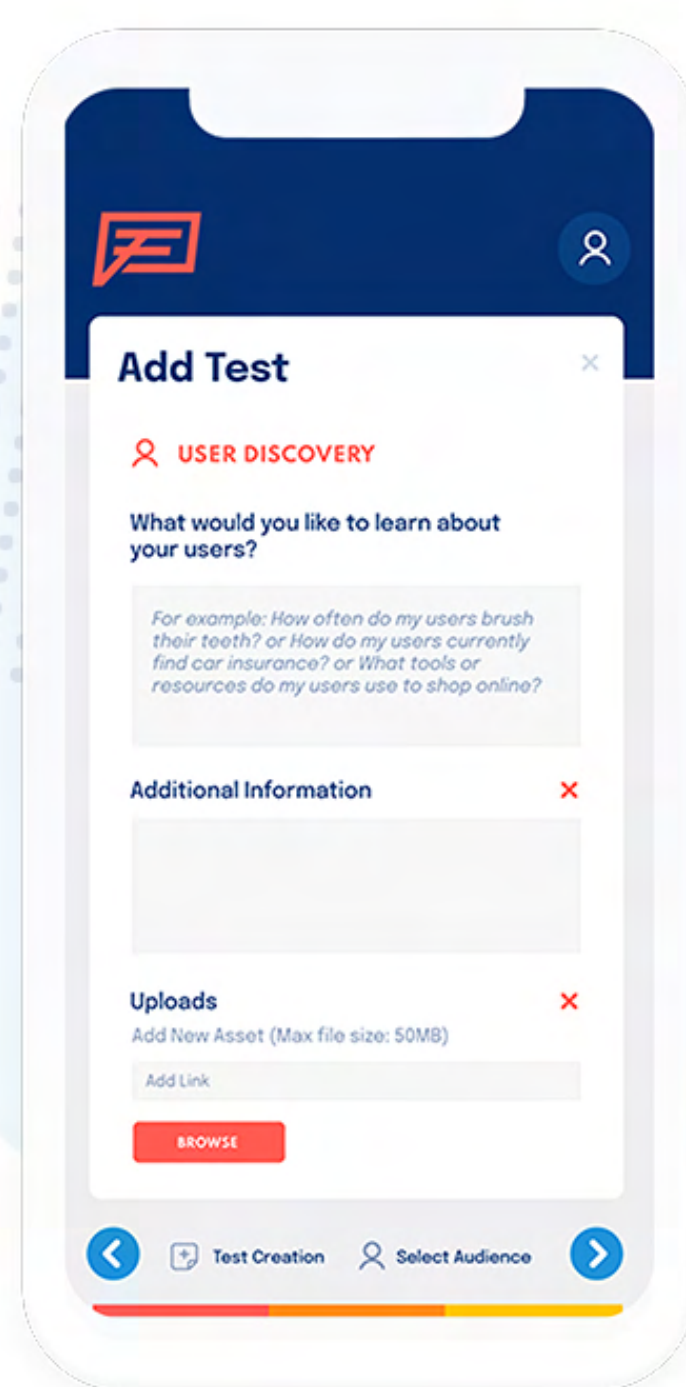 Add Test
USER DISCOVERY
What would you like to learn about
your users?
For example: How often do my users brush
their teeth? or How do my users currently
find car insurance? or What tools or
resources do my users use to shop online?
Additional Information
Uploads
Add New Asset (Max file size: 50MB)
Add Link
BROWSE
Test Creation
Select Audience